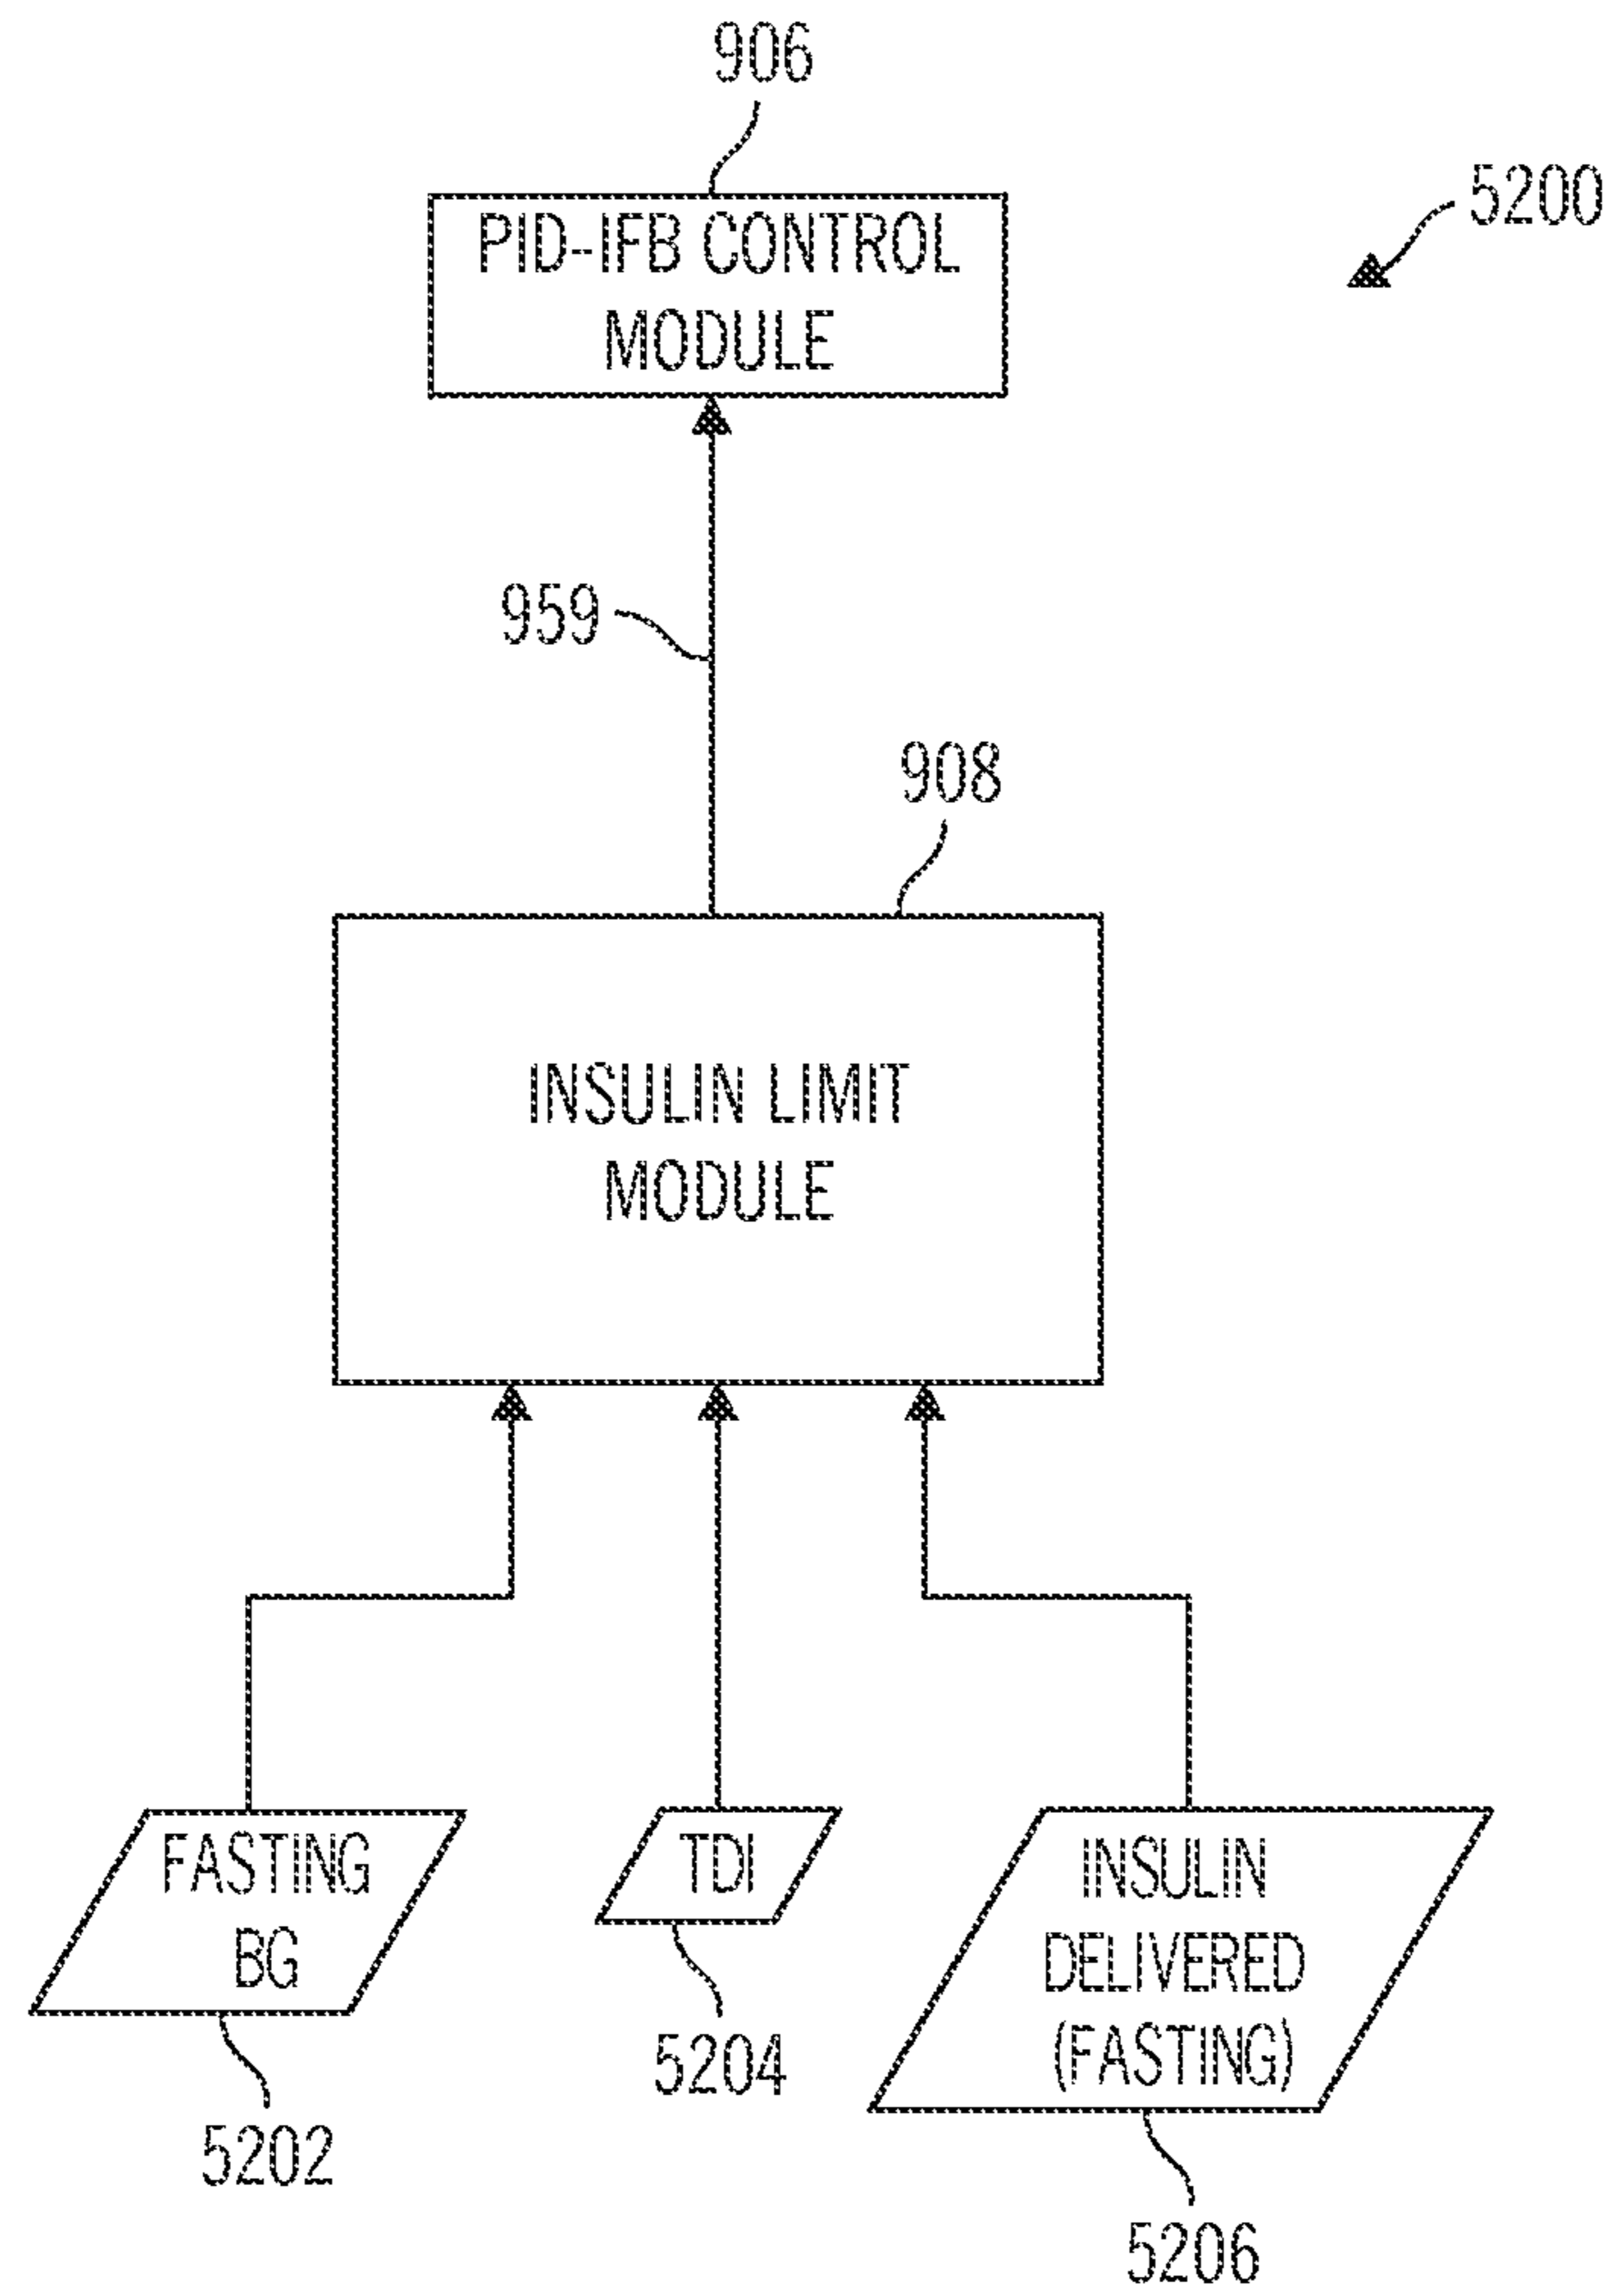 906
5200
PID-IFB CONTROL
MODULE
959
908
INSULIN LIMIT
MODULE
FASTING
BG
TDI
INSULIN
DELIVERED
(FASTING)
5204
5202
5206